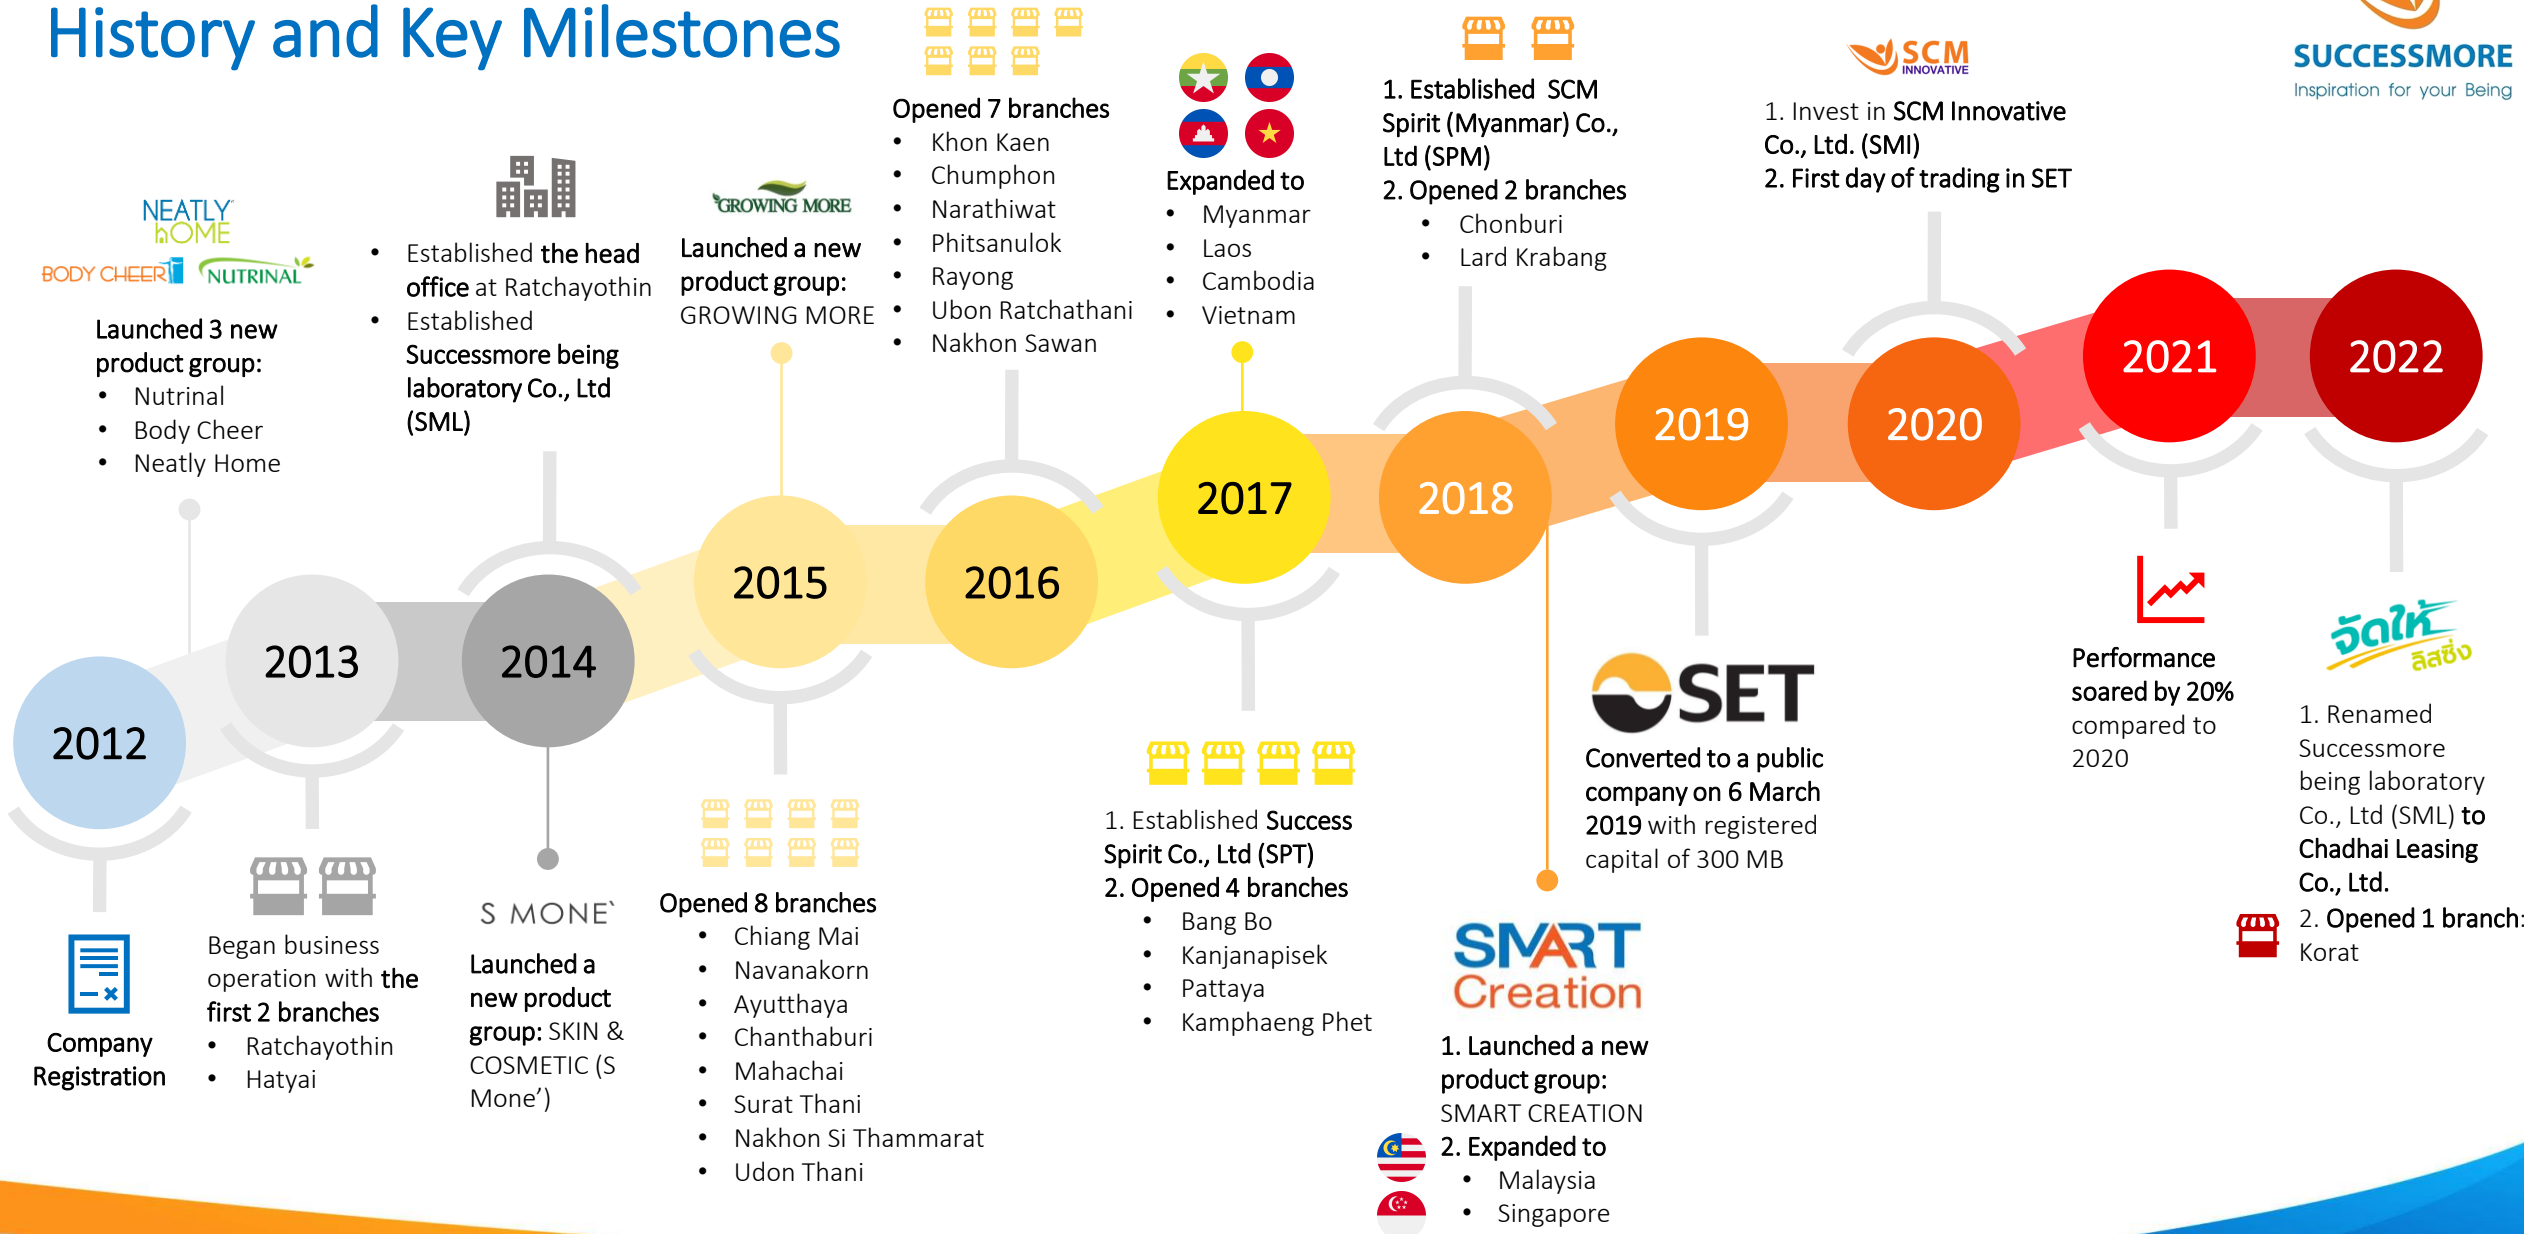 History and Key Milestones
SUCCESSMORE
Inspiration for your Being
NEATLY
hOME
BODY CHEER
NUTRINAL
Launched 3 new
product group:
• Nutrinal
• Body Cheer
• Neatly Home
• Established the head
office at Ratchayothin
• Established
Successmore being
laboratory Co., Ltd
(SML)
GROWING MORE
Launched a new
product group:
GROWING MORE
Opened 7 branches
• Khon Kaen
• Chumphon
• Narathiwat
• Phitsanulok
• Rayong
• Ubon Ratchathani
• Nakhon Sawan
Expanded to
• Myanmar
• Laos
• Cambodia
• Vietnam
1. Established SCM
Spirit (Myanmar) Co.,
Ltd (SPM)
2. Opened 2 branches
• Chonburi
• Lard Krabang
SCM
INNOVATIVE
1. Invest in SCM Innovative
Co., Ltd. (SMI)
2. First day of trading in SET
2012
2013
2014
2015
2016
2017
2018
2019
2020
2021
2022
Company
Registration
Began business
operation with the
first 2 branches
• Ratchayothin
• Hatyai
S MONE`
Launched a
new product
group: SKIN &
COSMETIC (S
Mone’)
Opened 8 branches
• Chiang Mai
• Navanakorn
• Ayutthaya
• Chanthaburi
• Mahachai
• Surat Thani
• Nakhon Si Thammarat
• Udon Thani
1. Established Success
Spirit Co., Ltd (SPT)
2. Opened 4 branches
• Bang Bo
• Kanjanapisek
• Pattaya
• Kamphaeng Phet
SMART
Creation
1. Launched a new
product group:
SMART CREATION
2. Expanded to
• Malaysia
• Singapore
SET
Converted to a public
company on 6 March
2019 with registered
capital of 300 MB
Performance
soared by 20%
compared to
2020
จัดให้
ลิสซิ่ง
1. Renamed
Successmore
being laboratory
Co., Ltd (SML) to
Chadhai Leasing
Co., Ltd.
2. Opened 1 branch:
Korat